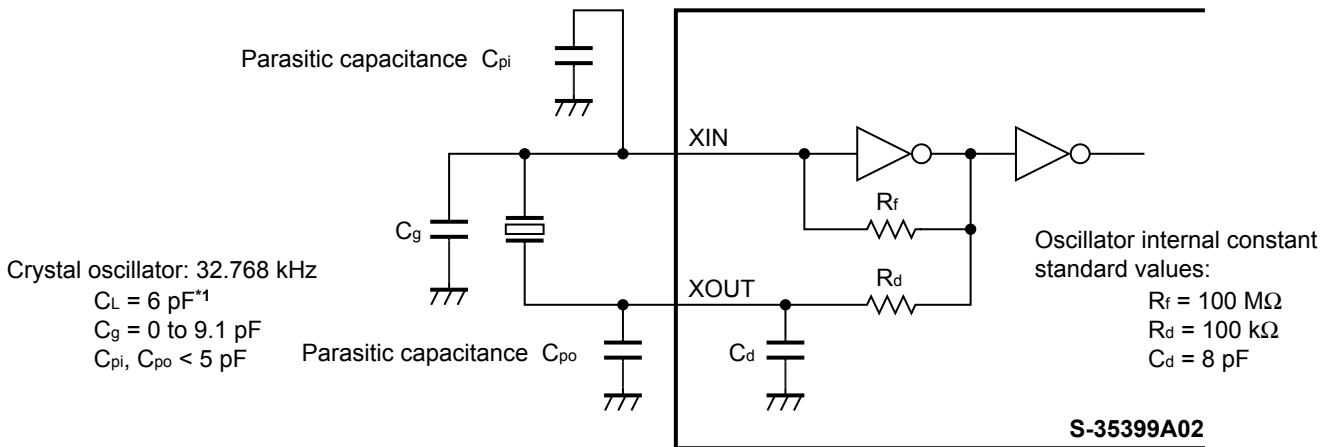 Parasitic capacitance Cpi
XIN
Rf
Cg
Crystal oscillator: 32.768 kHz
CL = 6 pF*1
Cg = 0 to 9.1 pF
Cpi, Cpo < 5 pF
XOUT
Rd
Parasitic capacitance Cpo
Cd
Oscillator internal constant
standard values:
Rf = 100 MΩ
Rd = 100 kΩ
Cd = 8 pF
S-35399A02